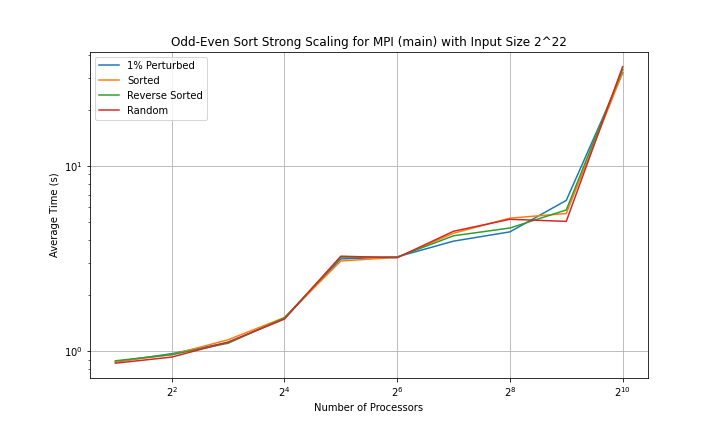 Odd-Even Sort Strong Scaling for MPI (main) with Input Size 2^22
1% Perturbed
Sorted
Reverse Sorted
Random
Average Time (s)
10¹
10⁰
2² 2⁴ 2⁶ 2⁸ 2¹⁰
Number of Processors